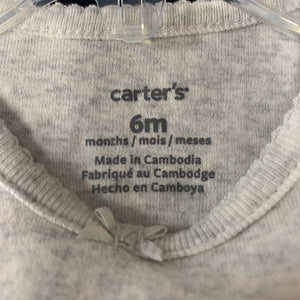 carter's®
6m
months / mois / meses
Made in Cambodia
Fabriqué au Cambodge
Hecho en Camboya